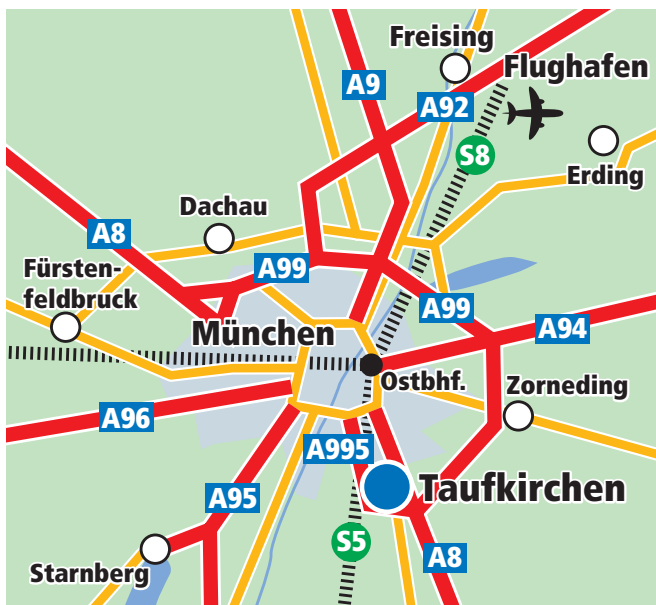 Freising
Flughafen
A9
A92
S8
Erding
Dachau
A8
A99
Fürsten-
feldbruck
A99
München
A94
Ostbhf.
Zorneding
A96
A995
A95
Taufkirchen
S5
A8
Starnberg